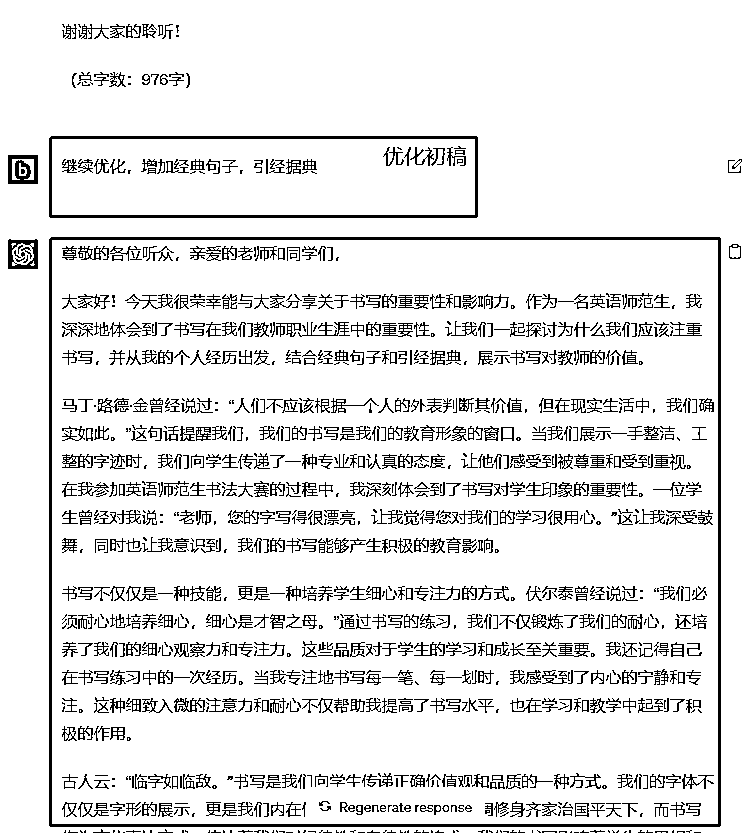 谢谢大家的聆听！
（总字数：976字）
继续优化，增加经典句子，引经据典
优化初稿
尊敬的各位听众，亲爱的老师和同学们，
大家好！今天我很荣幸能与大家分享关于书写的重要性和影响力。作为一名英语师范生，我
深深地体会到了书写在我们教师职业生涯中的重要性。让我们一起探讨为什么我们应该注重
书写，并从我的个人经历出发，结合经典句子和引经据典，展示书写对教师的价值。
马丁·路德·金曾经说过：“人们不应该根据一个人的外表判断其价值，但在现实生活中，我们确
实如此。”这句话提醒我们，我们的书写是我们的教育形象的窗口。当我们展示一手整洁、工
整的字迹时，我们向学生传递了一种专业和认真的态度，让他们感受到被尊重和受到重视。
在我参加英语师范生书法大赛的过程中，我深刻体会到了书写对学生印象的重要性。一位学
生曾经对我说：“老师，您的字写得很漂亮，让我觉得您对我们的学习很用心。”这让我深受鼓
舞，同时也让我意识到，我们的书写能够产生积极的教育影响。
书写不仅仅是一种技能，更是一种培养学生细心和专注力的方式。伏尔泰曾经说过：“我们必
须耐心地培养细心，细心是才智之母。”通过书写的练习，我们不仅锻炼了我们的耐心，还培
养了我们的细心观察力和专注力。这些品质对于学生的学习和成长至关重要。我还记得自己
在书写练习中的一次经历。当我专注地书写每一笔、每一划时，我感受到了内心的宁静和专
注。这种细致入微的注意力和耐心不仅帮助我提高了书写水平，也在学习和教学中起到了积
极的作用。
古人云：“临字如临敌。”书写是我们向学生传递正确价值观和品质的一种方式。我们的字体不
仅仅是字形的展示，更是我们内在
Regenerate response
修身齐家治国平天下，而书写